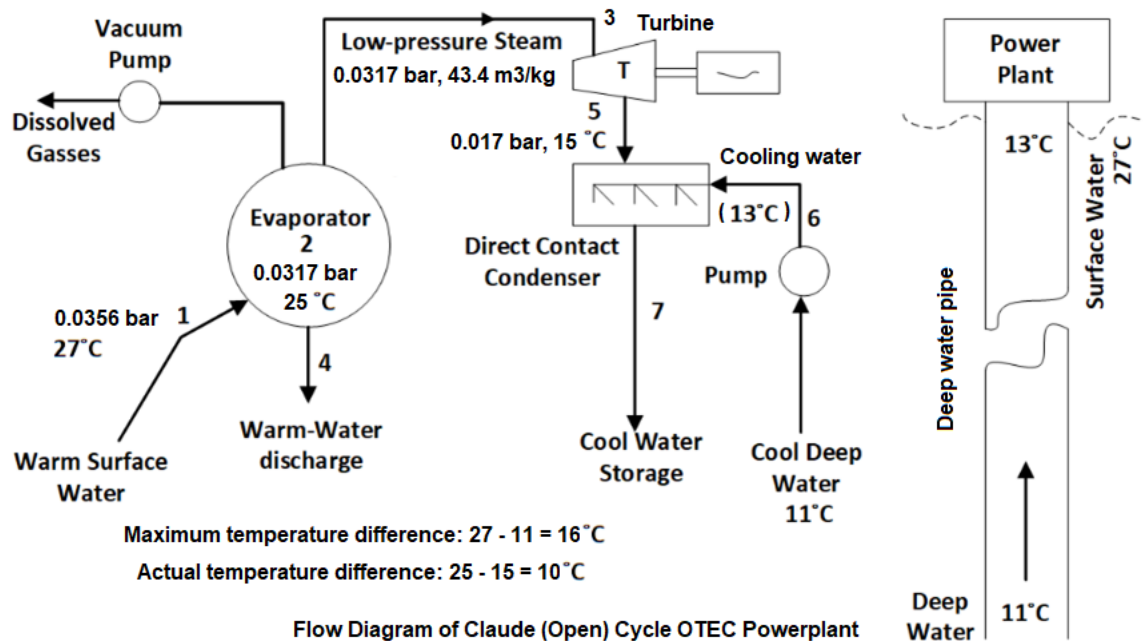 Vacuum
Pump
Dissolved
Gasses
Low-pressure Steam
0.0317 bar, 43.4 m3/kg
3
Turbine
T
5
0.017 bar, 15 °C
Cooling water
(13°C)
6
Evaporator
2
0.0317 bar
25 °C
Direct Contact
Condenser
Pump
0.0356 bar
27°C
1
4
7
Warm Surface
Water
Warm-Water
discharge
Cool Water
Storage
Cool Deep
Water
11°C
Maximum temperature difference: 27 - 11 = 16°C
Actual temperature difference: 25 - 15 = 10°C
Flow Diagram of Claude (Open) Cycle OTEC Powerplant
Power
Plant
13°C
Surface Water
27°C
Deep water pipe
Deep
Water
11°C